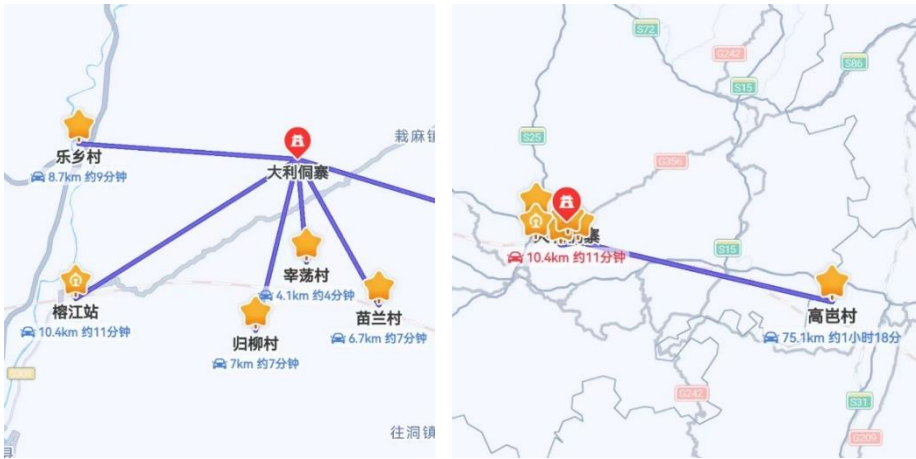 栽麻镇
乐乡村
8.7km 约9分钟
大利侗寨
宰荡村
4.1km 约4分钟
榕江站
10.4km 约11分钟
苗兰村
6.7km 约7分钟
归柳村
7km 约7分钟
往洞镇
县
S72
G242
S15
S86
S25
G356
S15
10.4km 约11分钟
高岜村
75.1km 约1小时18分
G242
S31
G209